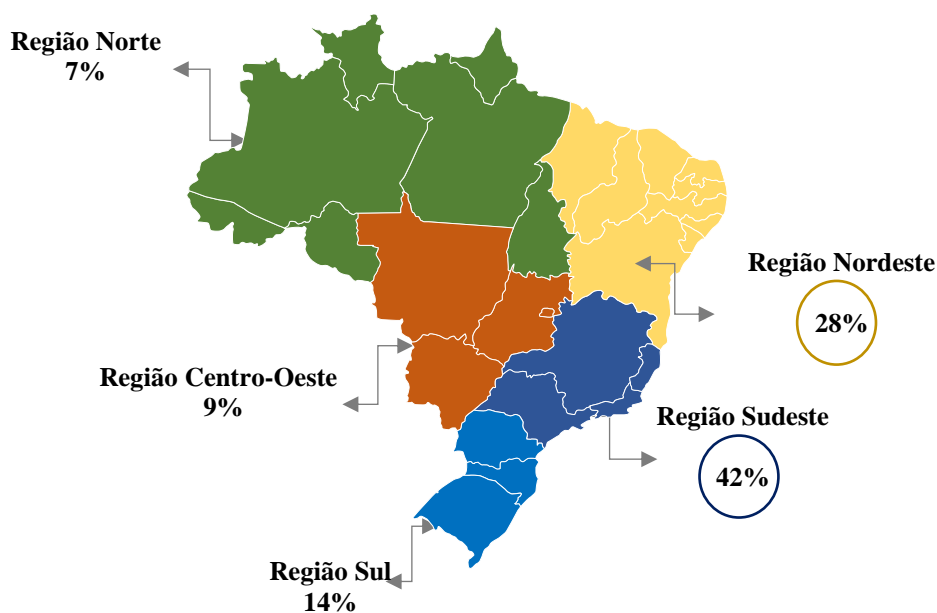 Região Norte
7%
Região Nordeste
28%
Região Centro-Oeste
9%
Região Sudeste
42%
Região Sul
14%